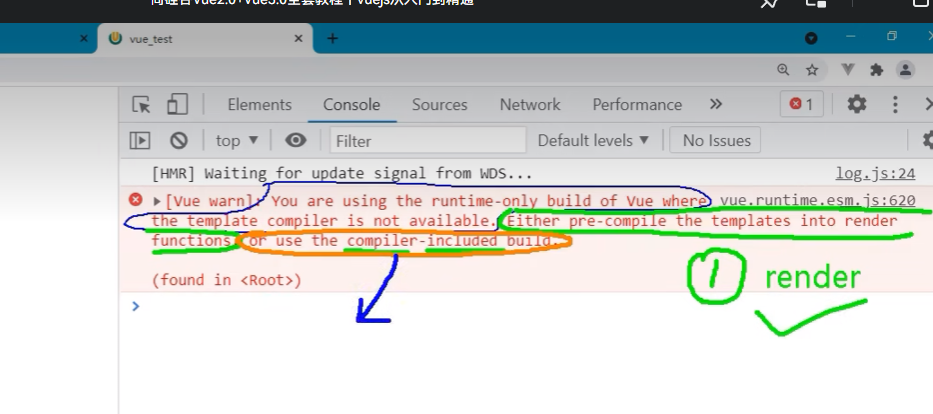 尚硅谷Vue2.0+Vue3.0全套教程丨vuejs从入门到精通
vue_test
Elements Console Sources Network Performance 1
top Filter Default levels No Issues
[HMR] Waiting for update signal from WDS... log.js:24
[Vue warn]: You are using the runtime-only build of Vue where vue.runtime.esm.js:620
the template compiler is not available. Either pre-compile the templates into render
functions, or use the compiler-included build.
(found in <Root>)
1 render